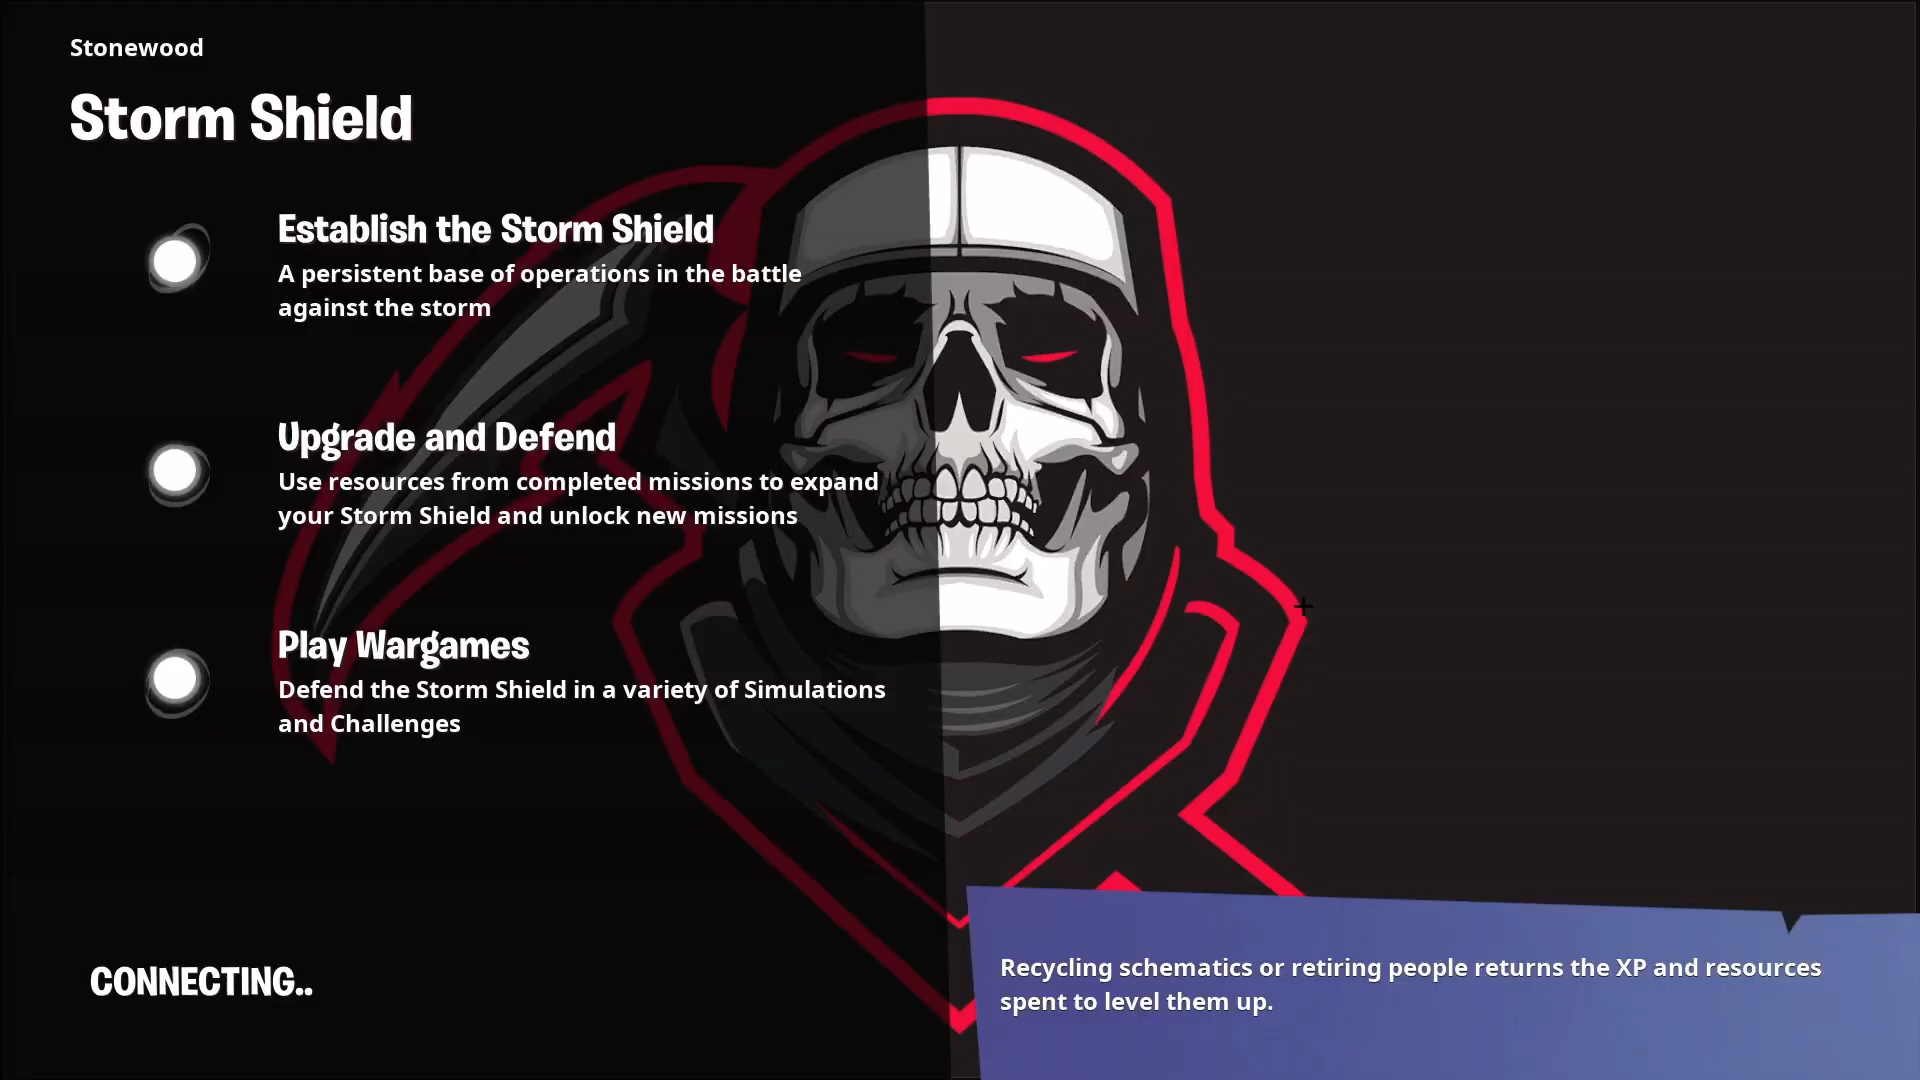 Stonewood
Storm Shield
Establish the Storm Shield
A persistent base of operations in the battle
against the storm
Upgrade and Defend
Use resources from completed missions to expand
your Storm Shield and unlock new missions
Play Wargames
Defend the Storm Shield in a variety of Simulations
and Challenges
CONNECTING..
Recycling schematics or retiring people returns the XP and resources
spent to level them up.